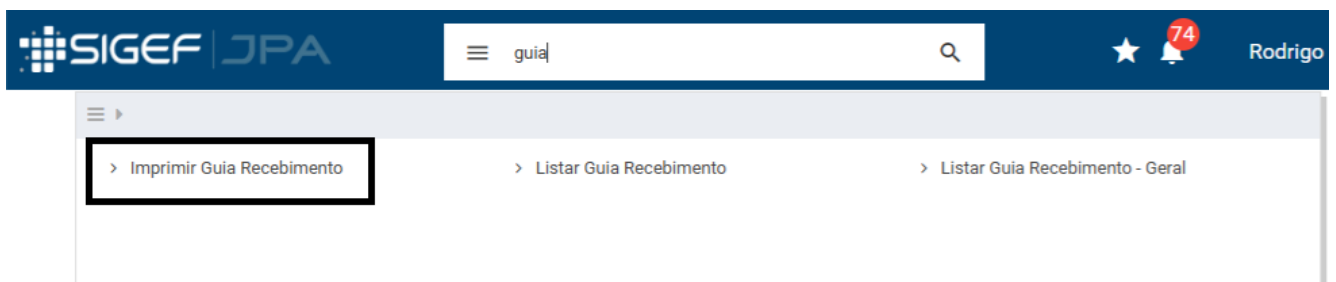 SIGEF JPA
guia
74
Rodrigo
Imprimir Guia Recebimento
Listar Guia Recebimento
Listar Guia Recebimento - Geral